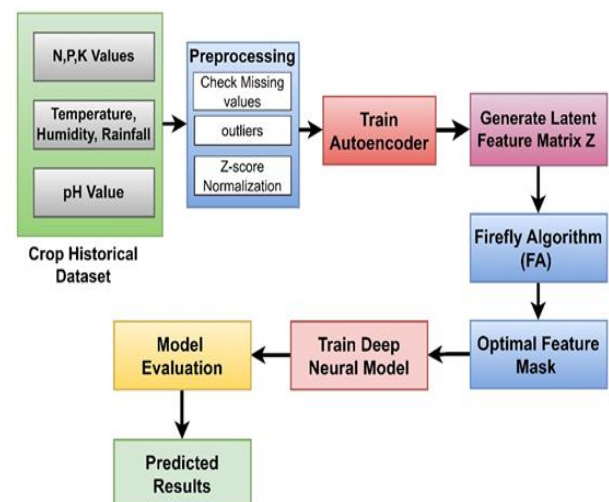 N,P,K Values
Temperature,
Humidity, Rainfall
pH Value
Crop Historical
Dataset
Preprocessing
Check Missing
values
outliers
Z-score
Normalization
Train
Autoencoder
Generate Latent
Feature Matrix Z
Firefly Algorithm
(FA)
Optimal Feature
Mask
Train Deep
Neural Model
Model
Evaluation
Predicted
Results